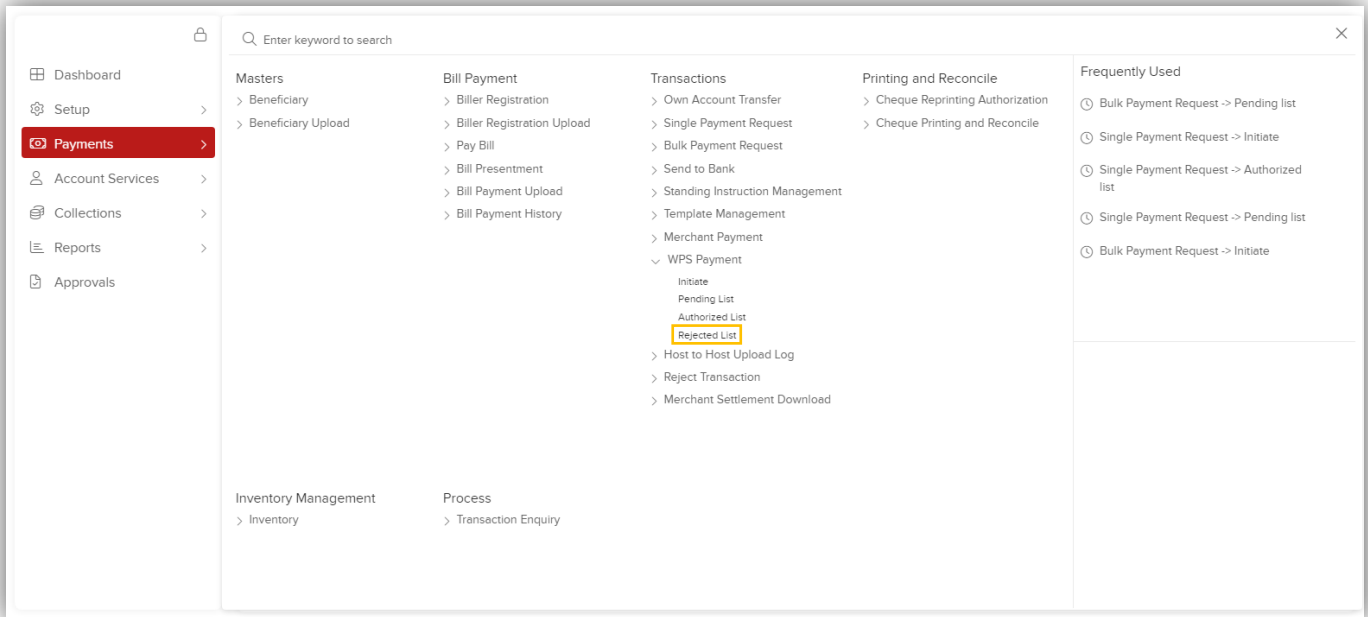 Enter keyword to search
Dashboard
Setup
Payments
Account Services
Collections
Reports
Approvals
Masters
Beneficiary
Beneficiary Upload
Bill Payment
Biller Registration
Biller Registration Upload
Pay Bill
Bill Presentment
Bill Payment Upload
Bill Payment History
Transactions
Own Account Transfer
Single Payment Request
Bulk Payment Request
Send to Bank
Standing Instruction Management
Template Management
Merchant Payment
WPS Payment
Initiate
Pending List
Authorized List
Rejected List
Host to Host Upload Log
Reject Transaction
Merchant Settlement Download
Printing and Reconcile
Cheque Reprinting Authorization
Cheque Printing and Reconcile
Inventory Management
Inventory
Process
Transaction Enquiry
Frequently Used
Bulk Payment Request -> Pending list
Single Payment Request -> Initiate
Single Payment Request -> Authorized
list
Single Payment Request -> Pending list
Bulk Payment Request -> Initiate